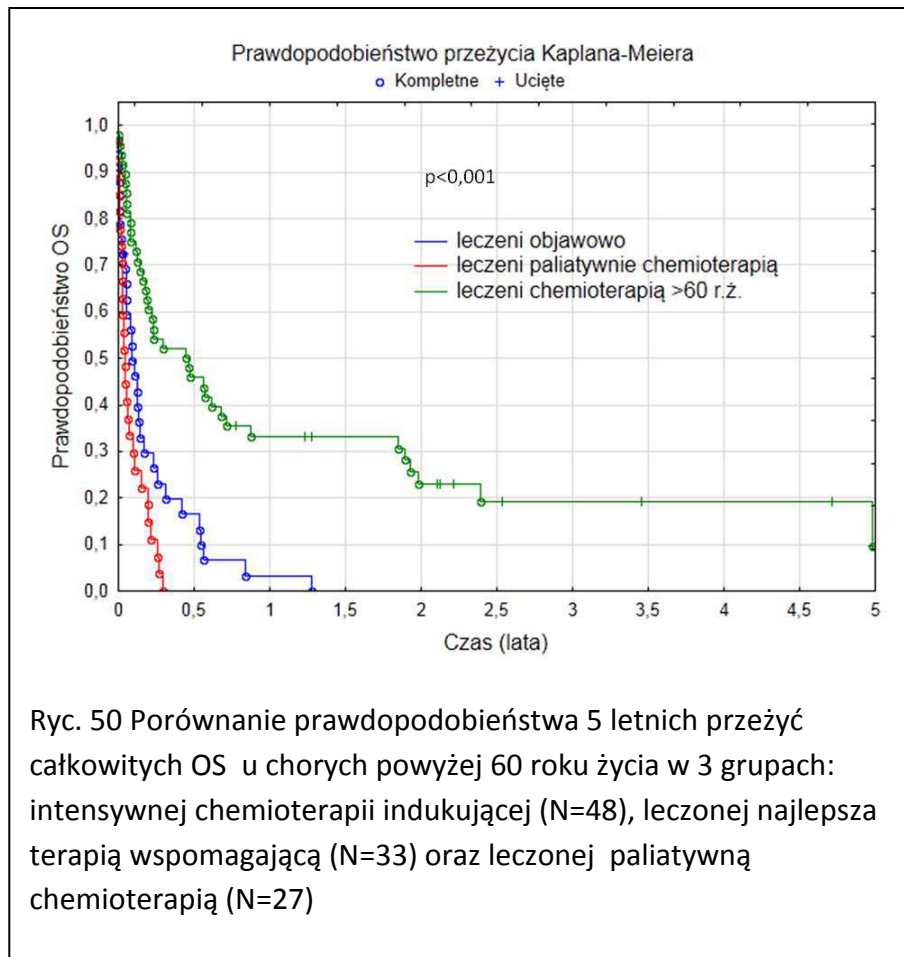 Prawdopodobieństwo przeżycia Kaplana-Meiera
Kompletne + Ucięte
1,0
0,9
0,8
0,7
0,6
0,5
0,4
0,3
0,2
0,1
0,0
Prawdopodobieństwo OS
p<0,001
leczeni objawowo
leczeni paliatywnie chemioterapią
leczeni chemioterapią >60 r.ż.
0 0,5 1 1,5 2 2,5 3 3,5 4 4,5 5
Czas (lata)
Ryc. 50 Porównanie prawdopodobieństwa 5 letnich przeżyć
całkowitych OS u chorych powyżej 60 roku życia w 3 grupach:
intensywnej chemioterapii indukującej (N=48), leczonej najlepsza
terapią wspomagającą (N=33) oraz leczonej paliatywną
chemioterapią (N=27)